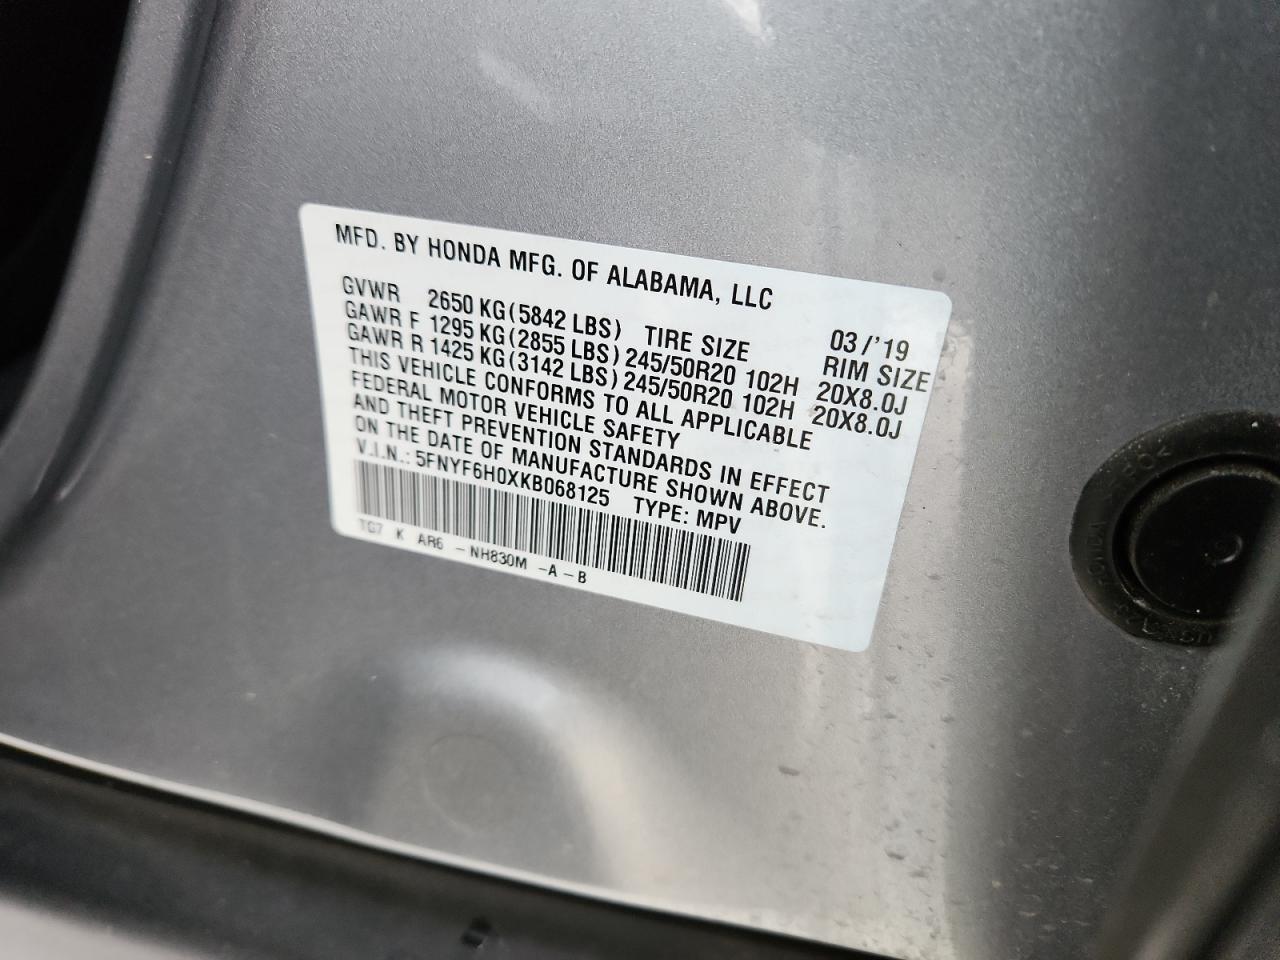 MFD. BY HONDA MFG. OF ALABAMA, LLC
03/'19
GVWR 2650 KG(5842 LBS) TIRE SIZE RIM SIZE
GAWR F 1295 KG(2855 LBS) 245/50R20 102H 20X8.0J
GAWR R 1425 KG(3142 LBS) 245/50R20 102H 20X8.0J
THIS VEHICLE CONFORMS TO ALL APPLICABLE
FEDERAL MOTOR VEHICLE SAFETY
AND THEFT PREVENTION STANDARDS IN EFFECT
ON THE DATE OF MANUFACTURE SHOWN ABOVE.
V.I.N.: 5FNYF6H0XKB068125 TYPE: MPV
TG7 K AR6 -NH830M -A-B